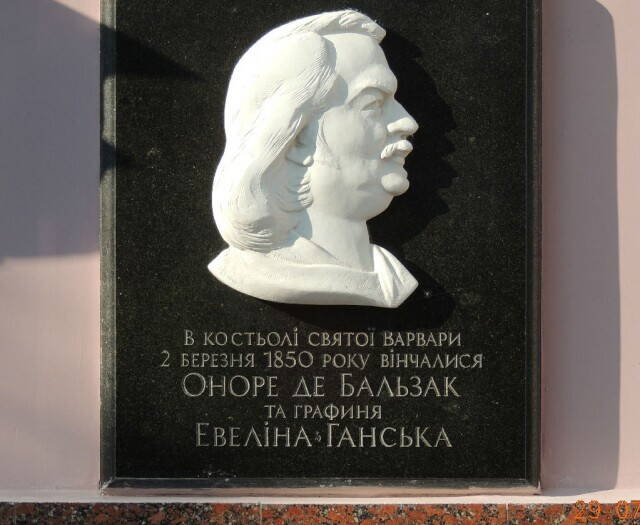 В костьолі святої Варвари
2 березня 1850 року вінчалися
Оноре де Бальзак
та графиня
Евеліна Ганська